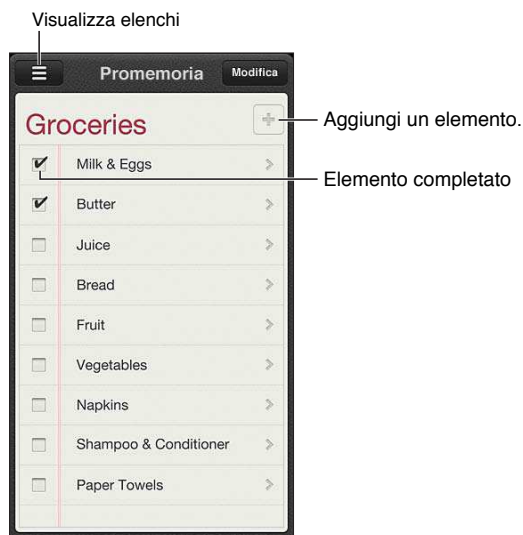 Visualizza elenchi
Promemoria
Modifica
Groceries
Aggiungi un elemento.
Milk & Eggs
Elemento completato
Butter
Juice
Bread
Fruit
Vegetables
Napkins
Shampoo & Conditioner
Paper Towels